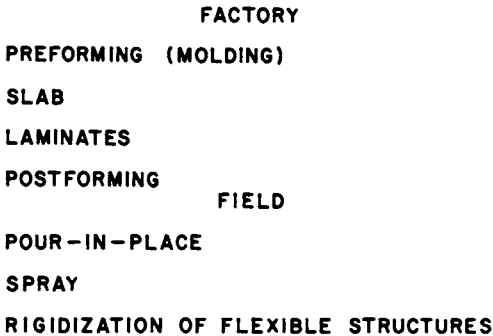 FACTORY
PREFORMING (MOLDING)
SLAB
LAMINATES
POSTFORMING
FIELD
POUR-IN-PLACE
SPRAY
RIGIDIZATION OF FLEXIBLE STRUCTURES